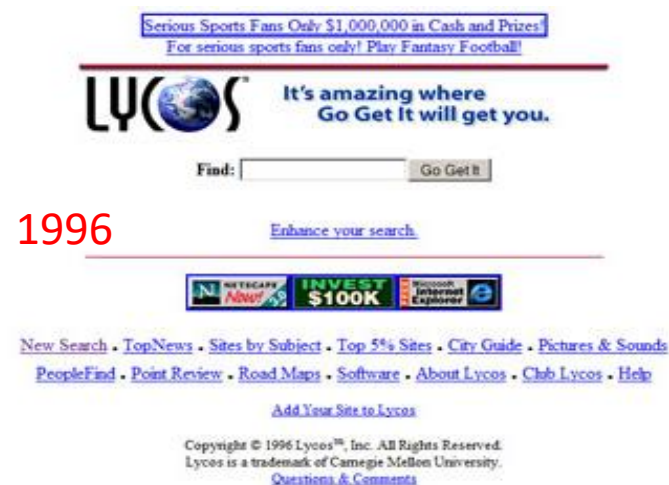 Serious Sports Fans Only $1,000,000 in Cash and Prizes!
For serious sports fans only! Play Fantasy Football!
LYCOS
It's amazing where
Go Get It will get you.
Find: Go Get It
1996
Enhance your search.
NETSCAPE Now! 3.0 INVEST $100K Microsoft Internet Explorer
New Search . TopNews . Sites by Subject . Top 5% Sites . City Guide . Pictures & Sounds
PeopleFind . Point Review . Road Maps . Software . About Lycos . Club Lycos . Help
Add Your Site to Lycos
Copyright © 1996 Lycos™, Inc. All Rights Reserved.
Lycos is a trademark of Carnegie Mellon University.
Questions & Comments